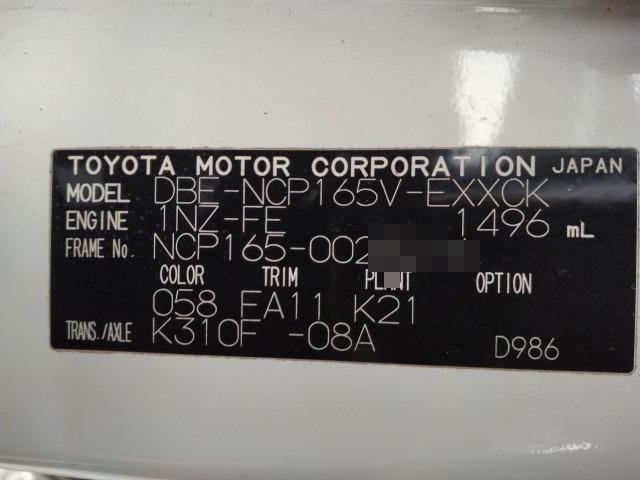 TOYOTA MOTOR CORPORATION JAPAN
MODEL DBE-NCP165V-EXXCK
ENGINE 1NZ-FE 1496 mL
FRAME No. NCP165-002
COLOR TRIM PLANT OPTION
058 FA11 K21
TRANS./AXLE K310F -08A D986